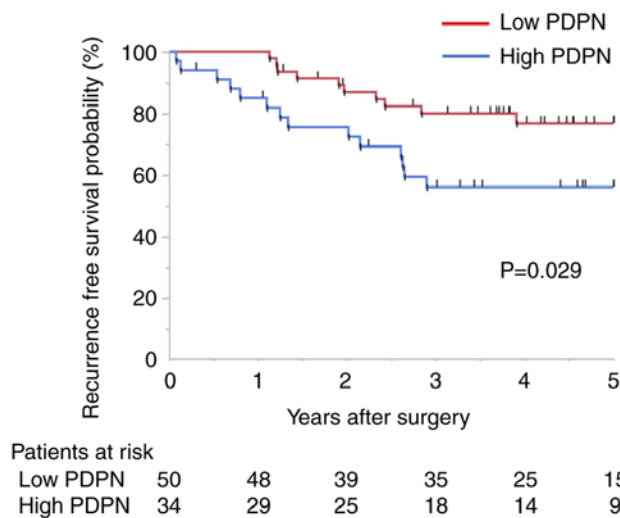 Low PDPN
High PDPN
Recurrence free survival probability (%)
100
80
60
40
20
0
P=0.029
0 1 2 3 4 5
Years after surgery
Patients at risk
Low PDPN 50 48 39 35 25 15
High PDPN 34 29 25 18 14 9